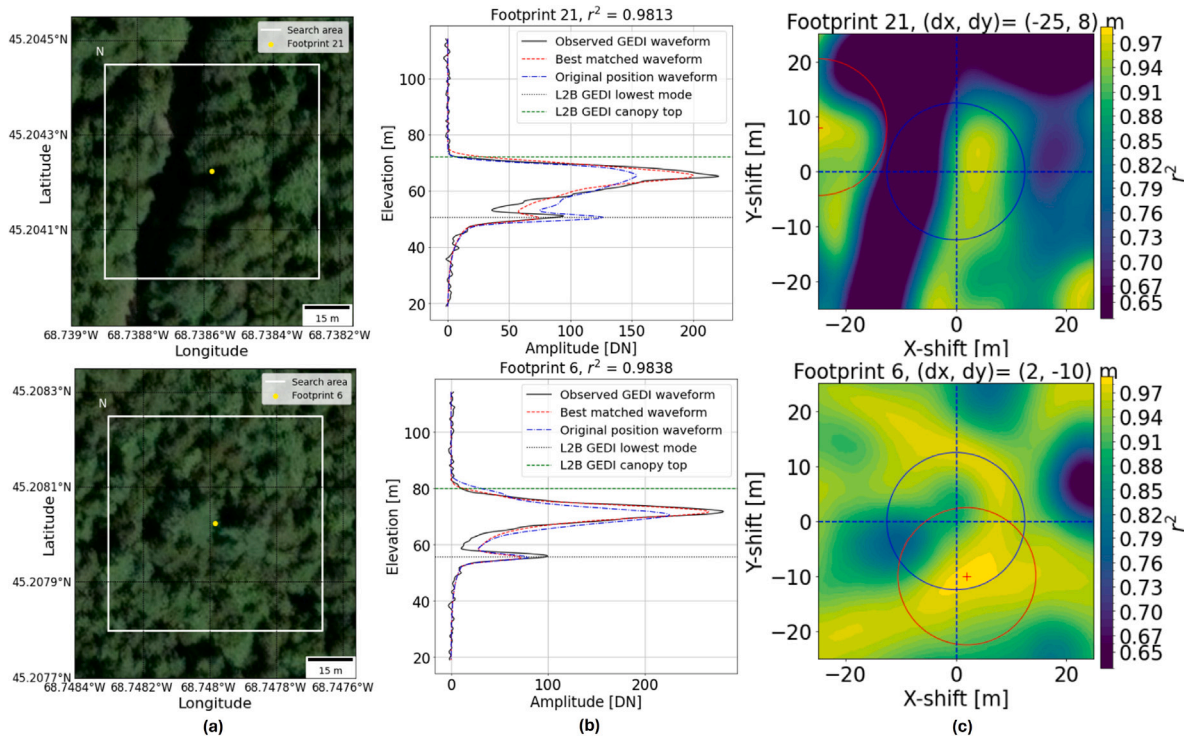 45.2045°N
45.2043°N
45.2041°N
Latitude
N
Search area
Footprint 21
15 m
68.739°W 68.7388°W 68.7386°W 68.7384°W 68.7382°W
Longitude
Footprint 21, r² = 0.9813
Observed GEDI waveform
Best matched waveform
Original position waveform
L2B GEDI lowest mode
L2B GEDI canopy top
Elevation [m]
100
80
60
40
20
0 50 100 150 200
Amplitude [DN]
Footprint 21, (dx, dy)= (-25, 8) m
Y-shift [m]
20
10
0
−10
−20
−20 0 20
X-shift [m]
0.97
0.94
0.91
0.88
0.85
0.82
0.79
0.76
0.73
0.70
0.67
0.65
r²
45.2083°N
45.2081°N
45.2079°N
45.2077°N
Latitude
N
Search area
Footprint 6
15 m
68.7484°W 68.7482°W 68.748°W 68.7478°W 68.7476°W
Longitude
Footprint 6, r² = 0.9838
Observed GEDI waveform
Best matched waveform
Original position waveform
L2B GEDI lowest mode
L2B GEDI canopy top
Elevation [m]
100
80
60
40
20
0 100 200
Amplitude [DN]
Footprint 6, (dx, dy)= (2, -10) m
Y-shift [m]
20
10
0
−10
−20
−20 0 20
X-shift [m]
0.97
0.94
0.91
0.88
0.85
0.82
0.79
0.76
0.73
0.70
0.67
0.65
r²
(a)
(b)
(c)